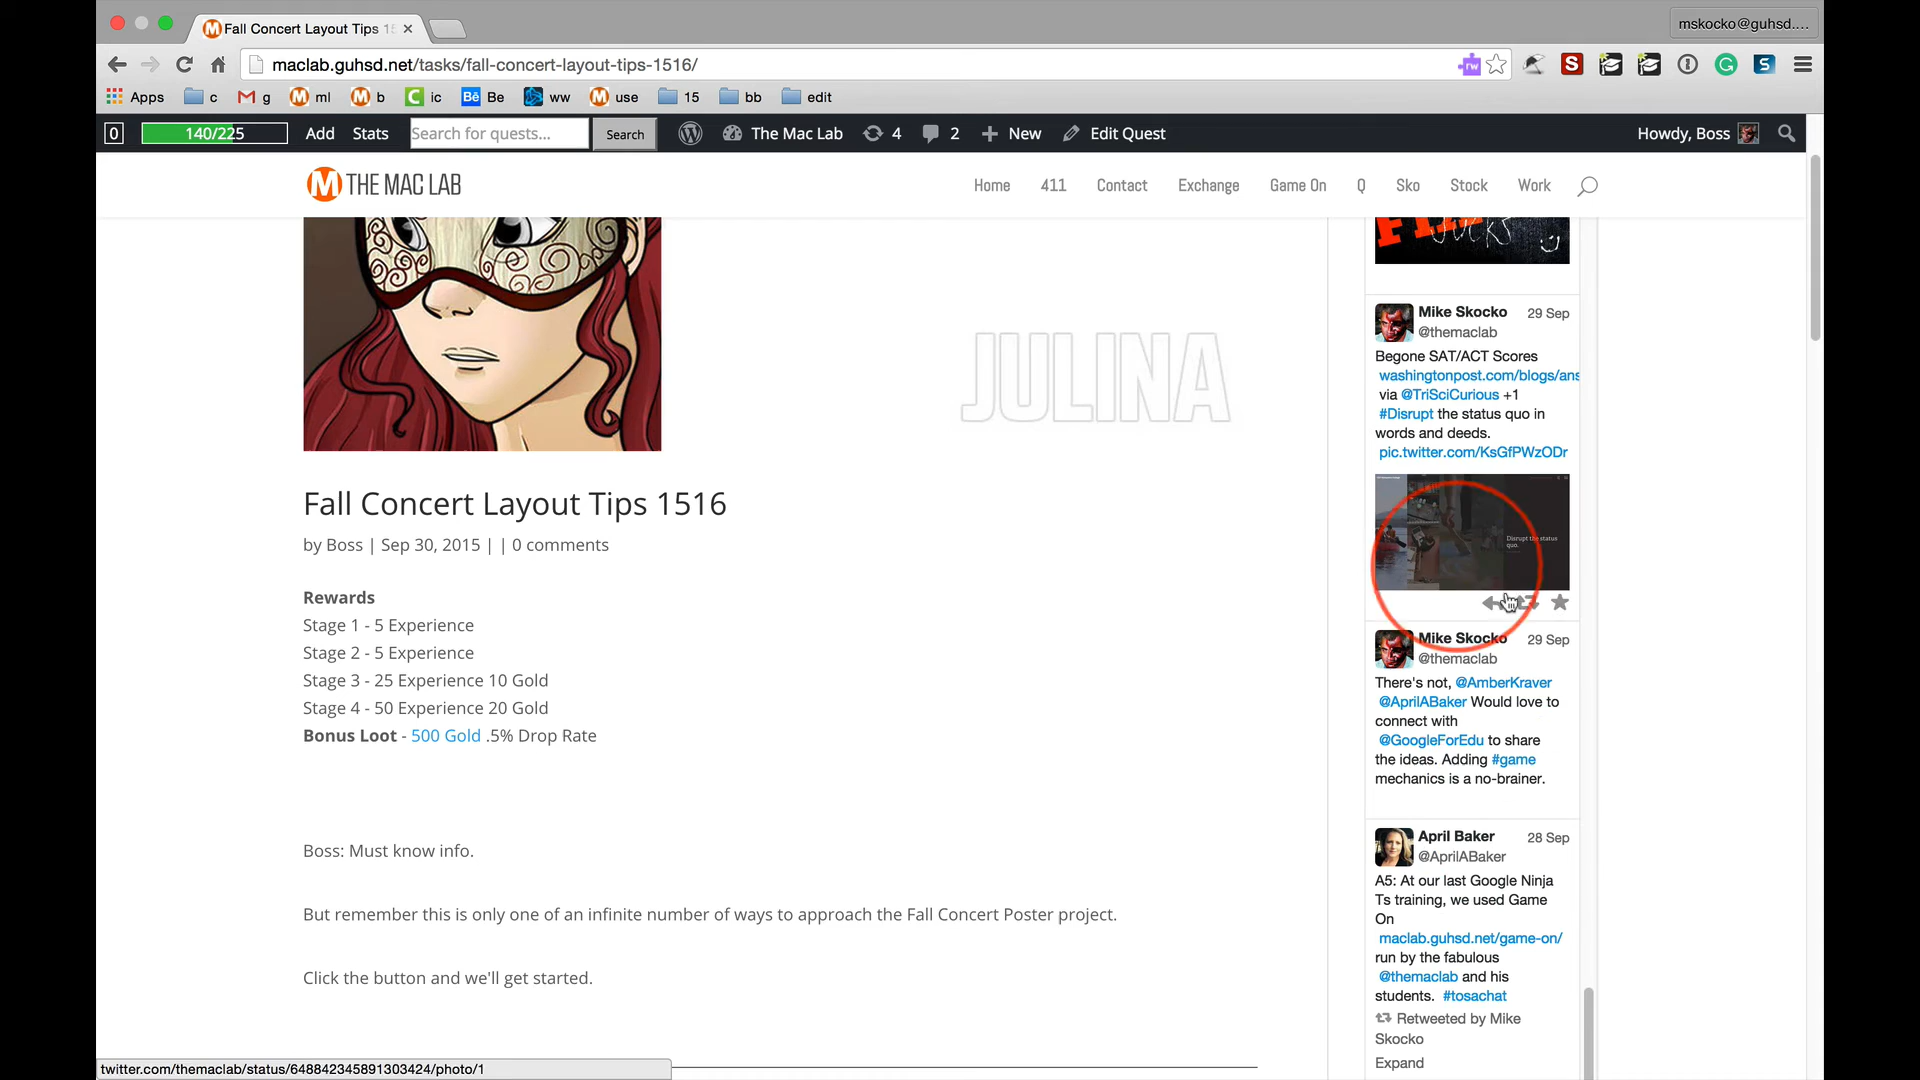 Fall Concert Layout Tips 15
mskocko@guhsd....
maclab.guhsd.net/tasks/fall-concert-layout-tips-1516/
Apps c g ml b ic Be ww use 15 bb edit
0 140/225 Add Stats Search for quests... Search The Mac Lab 4 2 New Edit Quest Howdy, Boss
THE MAC LAB
Home 411 Contact Exchange Game On Q Sko Stock Work
JULINA
Fall Concert Layout Tips 1516
by Boss | Sep 30, 2015 | | 0 comments
Rewards
Stage 1 - 5 Experience
Stage 2 - 5 Experience
Stage 3 - 25 Experience 10 Gold
Stage 4 - 50 Experience 20 Gold
Bonus Loot - 500 Gold .5% Drop Rate
Boss: Must know info.
But remember this is only one of an infinite number of ways to approach the Fall Concert Poster project.
Click the button and we'll get started.
Mike Skocko 29 Sep
@themaclab
Begone SAT/ACT Scores
washingtonpost.com/blogs/ans
via @TriSciCurious +1
#Disrupt the status quo in
words and deeds.
pic.twitter.com/KsGfPWzODr
Disrupt the status
quo.
Mike Skocko 29 Sep
@themaclab
There's not, @AmberKraver
@AprilABaker Would love to
connect with
@GoogleForEdu to share
the ideas. Adding #game
mechanics is a no-brainer.
April Baker 28 Sep
@AprilABaker
A5: At our last Google Ninja
Ts training, we used Game
On
maclab.guhsd.net/game-on/
run by the fabulous
@themaclab and his
students. #tosachat
Retweeted by Mike
Skocko
Expand
twitter.com/themaclab/status/648842345891303424/photo/1